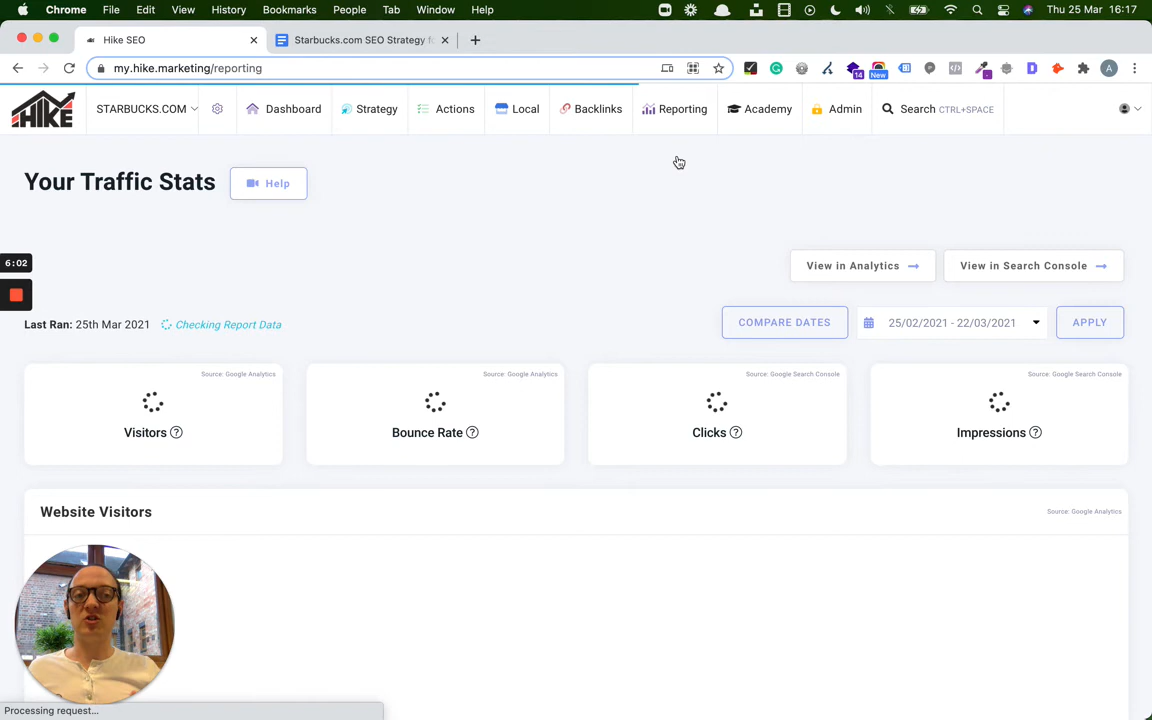 Chrome File Edit View History Bookmarks People Tab Window Help Thu 25 Mar 16:17
Hike SEO
Starbucks.com SEO Strategy f
my.hike.marketing/reporting
14
New
A
HIKE
STARBUCKS.COM
Dashboard
Strategy
Actions
Local
Backlinks
Reporting
Academy
Admin
Search CTRL+SPACE
Your Traffic Stats
Help
6:02
View in Analytics
View in Search Console
Last Ran: 25th Mar 2021
Checking Report Data
COMPARE DATES
25/02/2021 - 22/03/2021
APPLY
Source: Google Analytics
Visitors
Source: Google Analytics
Bounce Rate
Source: Google Search Console
Clicks
Source: Google Search Console
Impressions
Website Visitors
Source: Google Analytics
Processing request...